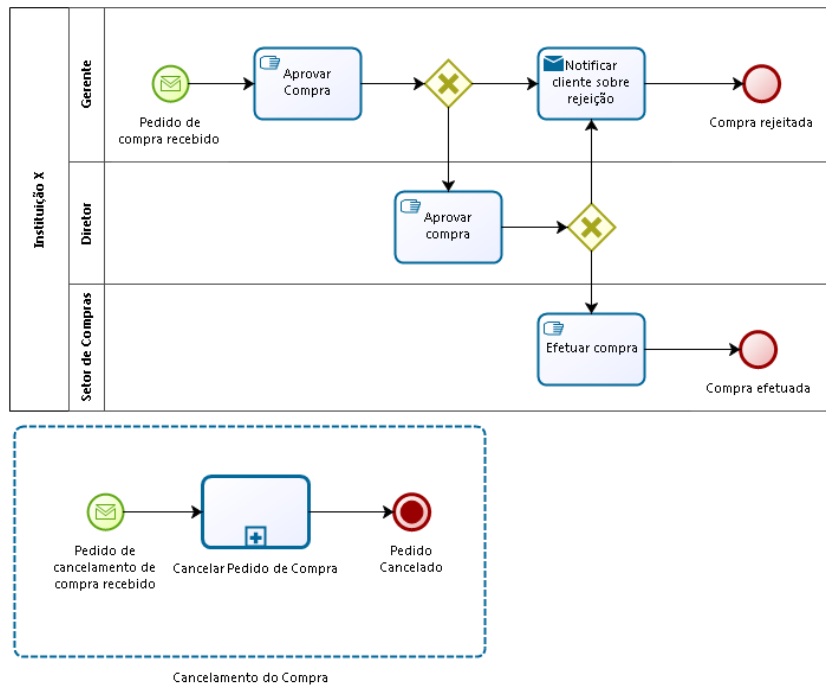 Instituição X
Gerente
Pedido de
compra recebido
Aprovar
Compra
Notificar
cliente sobre
rejeição
Compra rejeitada
Diretor
Aprovar
compra
Setor de Compras
Efetuar compra
Compra efetuada
Pedido de
cancelamento de
compra recebido
Cancelar Pedido de Compra
Pedido
Cancelado
Cancelamento do Compra